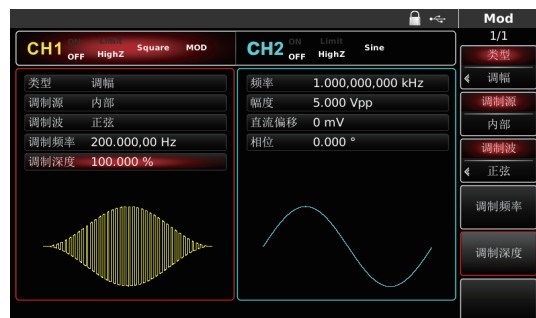 Mod
1/1
CH1 ON OFF Limit HighZ Square MOD
CH2 ON OFF Limit HighZ Sine
类型 调幅
调制源 内部
调制波 正弦
调制频率 200.000,00 Hz
调制深度 100.000 %
频率 1.000,000,000 kHz
幅度 5.000 Vpp
直流偏移 0 mV
相位 0.000 °
类型
调幅
调制源
内部
调制波
正弦
调制频率
调制深度